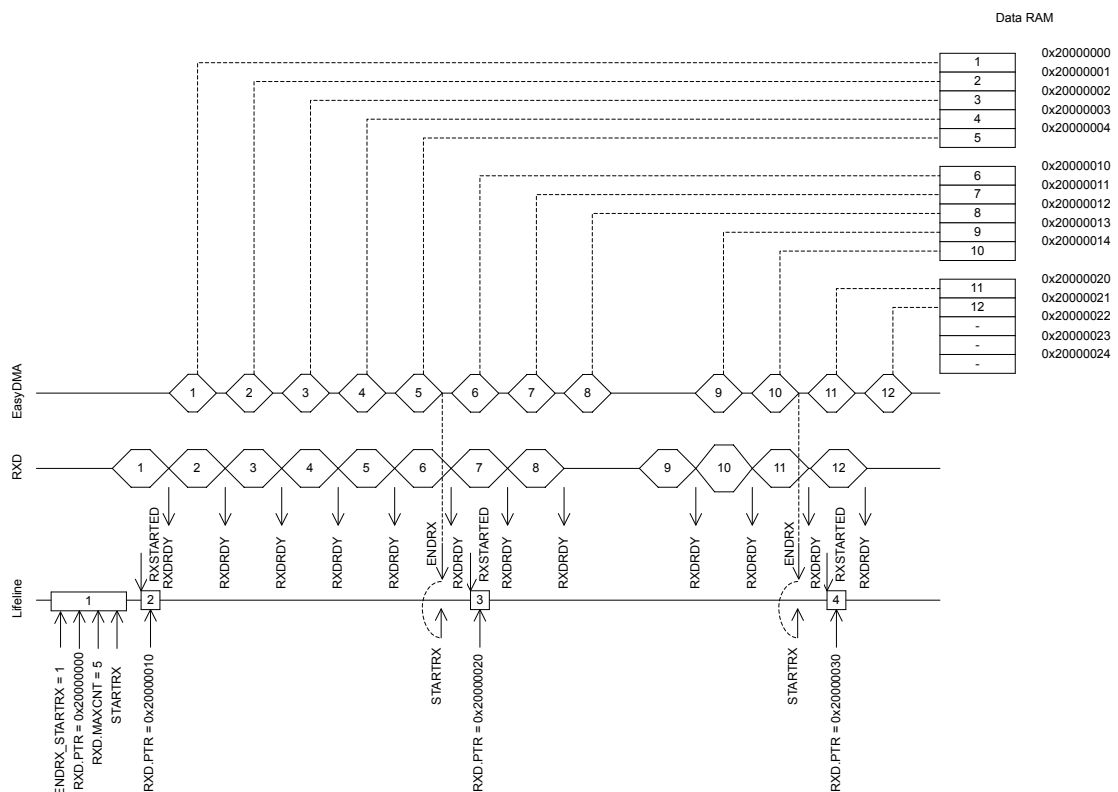 Data RAM
1
0x20000000
2
0x20000001
3
0x20000002
4
0x20000003
5
0x20000004
6
0x20000010
7
0x20000011
8
0x20000012
9
0x20000013
10
0x20000014
11
0x20000020
12
0x20000021
-
0x20000022
-
0x20000023
-
0x20000024
EasyDMA
1 2 3 4 5 6 7 8 9 10 11 12
RXD
1 2 3 4 5 6 7 8 9 10 11 12
RXSTARTED
RXDRDY
RXDRDY
RXDRDY
RXDRDY
RXDRDY
ENDRX
RXDRDY
RXSTARTED
RXDRDY
RXDRDY
RXDRDY
RXDRDY
ENDRX
RXDRDY
RXSTARTED
RXDRDY
Lifeline
1 2 3 4
ENDRX_STARTRX = 1
RXD.PTR = 0x20000000
RXD.MAXCNT = 5
STARTRX
RXD.PTR = 0x20000010
STARTRX
RXD.PTR = 0x20000020
STARTRX
RXD.PTR = 0x20000030